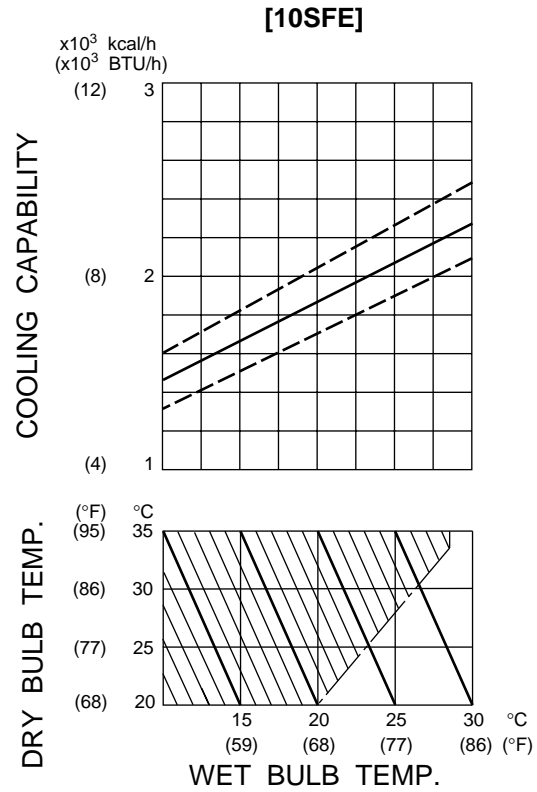 [10SFE]
x10³ kcal/h
(x10³ BTU/h)
(12) 3
COOLING CAPABILITY
(8) 2
(4) 1
(°F) °C
(95) 35
DRY BULB TEMP.
(86) 30
(77) 25
(68) 20
15 20 25 30 °C
(59) (68) (77) (86) (°F)
WET BULB TEMP.